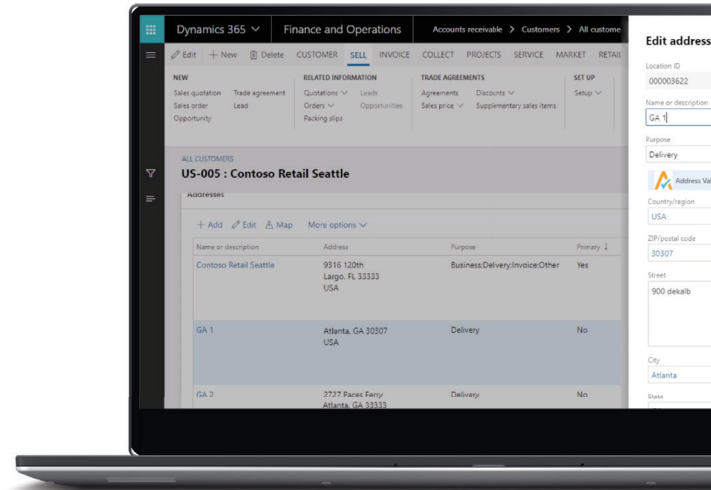 Dynamics 365 Finance and Operations Accounts receivable > Customers > All custome
Edit + New Delete CUSTOMER SELL INVOICE COLLECT PROJECTS SERVICE MARKET RETAIL
NEW RELATED INFORMATION TRADE AGREEMENTS SET UP
Sales quotation Trade agreement Quotations Leads Agreements Discounts Setup
Sales order Lead Orders Opportunities Sales price Supplementary sales items
Opportunity Packing slips
ALL CUSTOMERS
US-005 : Contoso Retail Seattle
Addresses
+ Add Edit Map More options
Name or description Address Purpose Primary ↓
Contoso Retail Seattle 9316 120th Business;Delvery;Invoice;Other Yes
Largo, FL 33333
USA
GA 1 Atlanta, GA 30307 Delivery No
USA
GA 2 2727 Paces Ferry Delivery No
Atlanta, GA 33333
Edit address
Location ID
000003622
Name or description
GA 1
Purpose
Delivery
Address Val
Country/region
USA
ZIP/postal code
30307
Street
900 dekalb
City
Atlanta
State